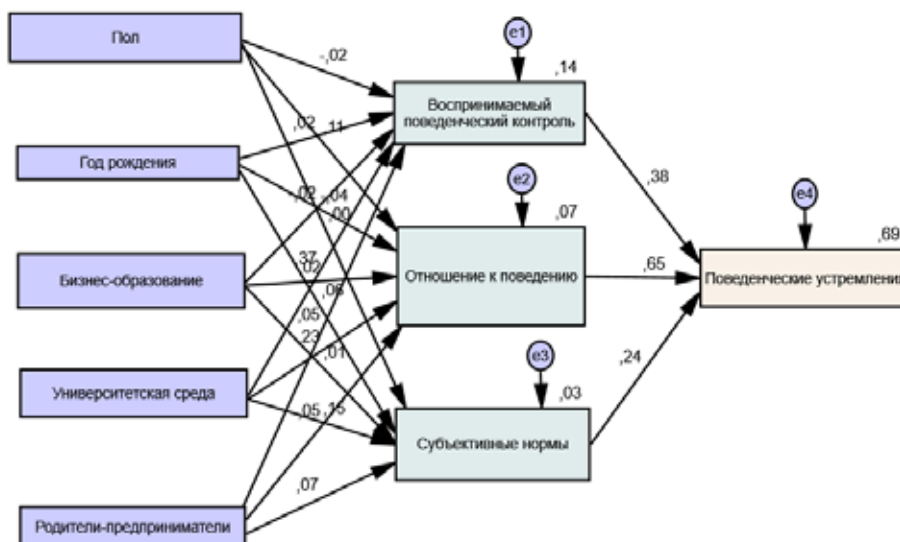 Пол
e1
-,02
,14
Воспринимаемый
поведенческий контроль
,02
,11
Год рождения
,38
e2
e4
-,02
-,04
,00
,07
,69
Бизнес-образование
,37
,02
Отношение к поведению
,65
Поведенческие устремления
,06
,05
,23
,01
e3
,24
Университетская среда
,03
,05
,15
Субъективные нормы
,07
Родители-предприниматели